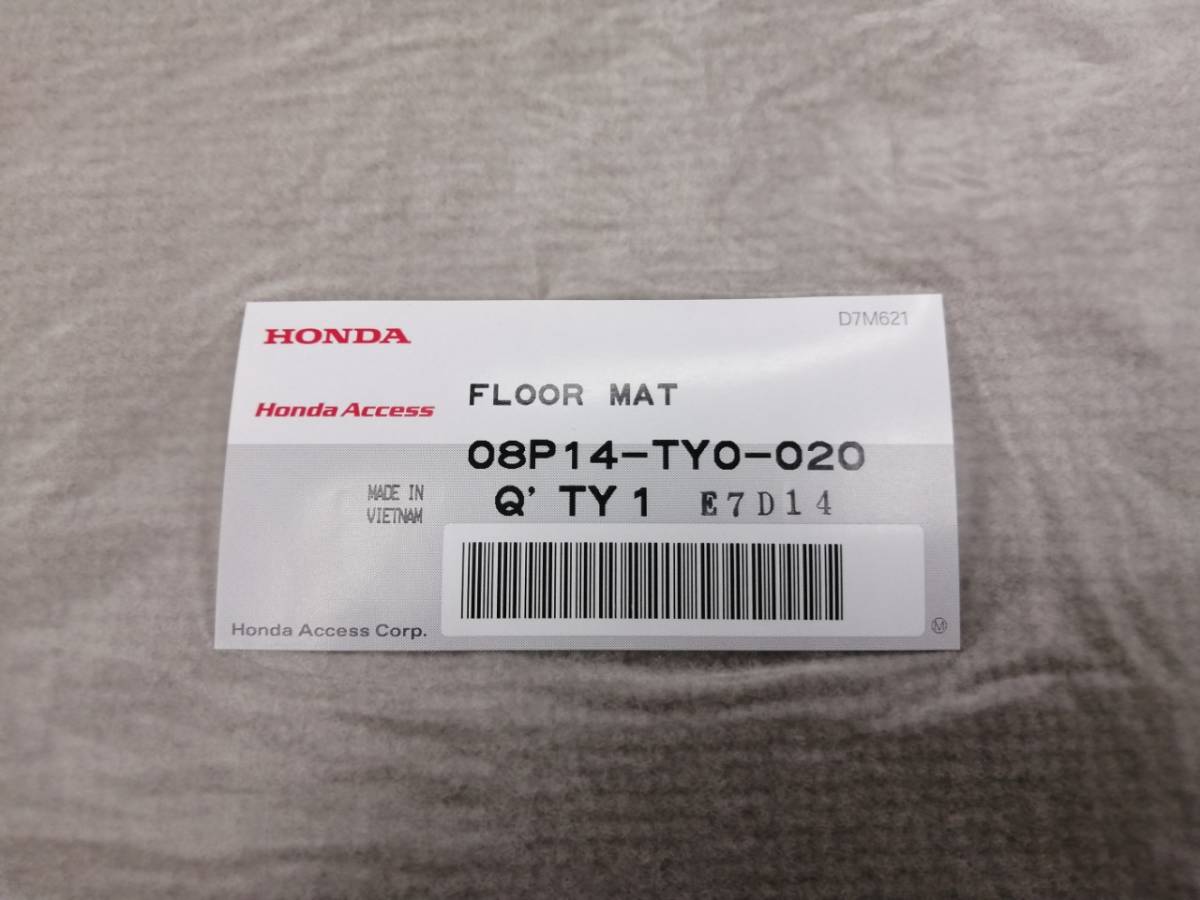 HONDA
D7M621
Honda Access
FLOOR MAT
08P14-TY0-020
MADE IN
VIETNAM
Q' TY 1 E7D14
Honda Access Corp.
M